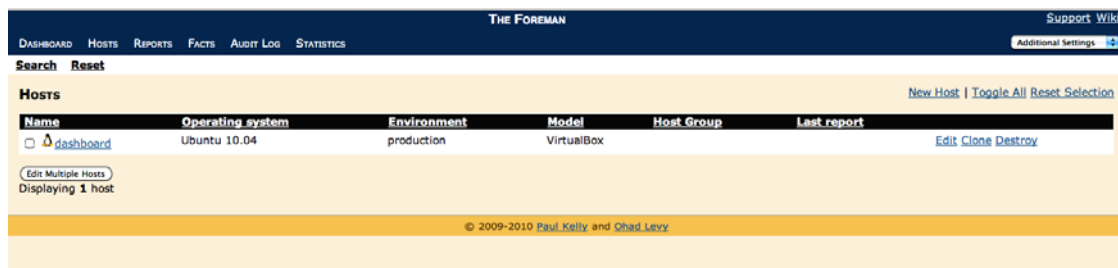 THE FOREMAN
Support Wiki
DASHBOARD HOSTS REPORTS FACTS AUDIT LOG STATISTICS
Additional Settings
Search Reset
HOSTS
New Host | Toggle All Reset Selection
Name Operating system Environment Model Host Group Last report
dashboard Ubuntu 10.04 production VirtualBox Edit Clone Destroy
Edit Multiple Hosts
Displaying 1 host
© 2009-2010 Paul Kelly and Ohad Levy